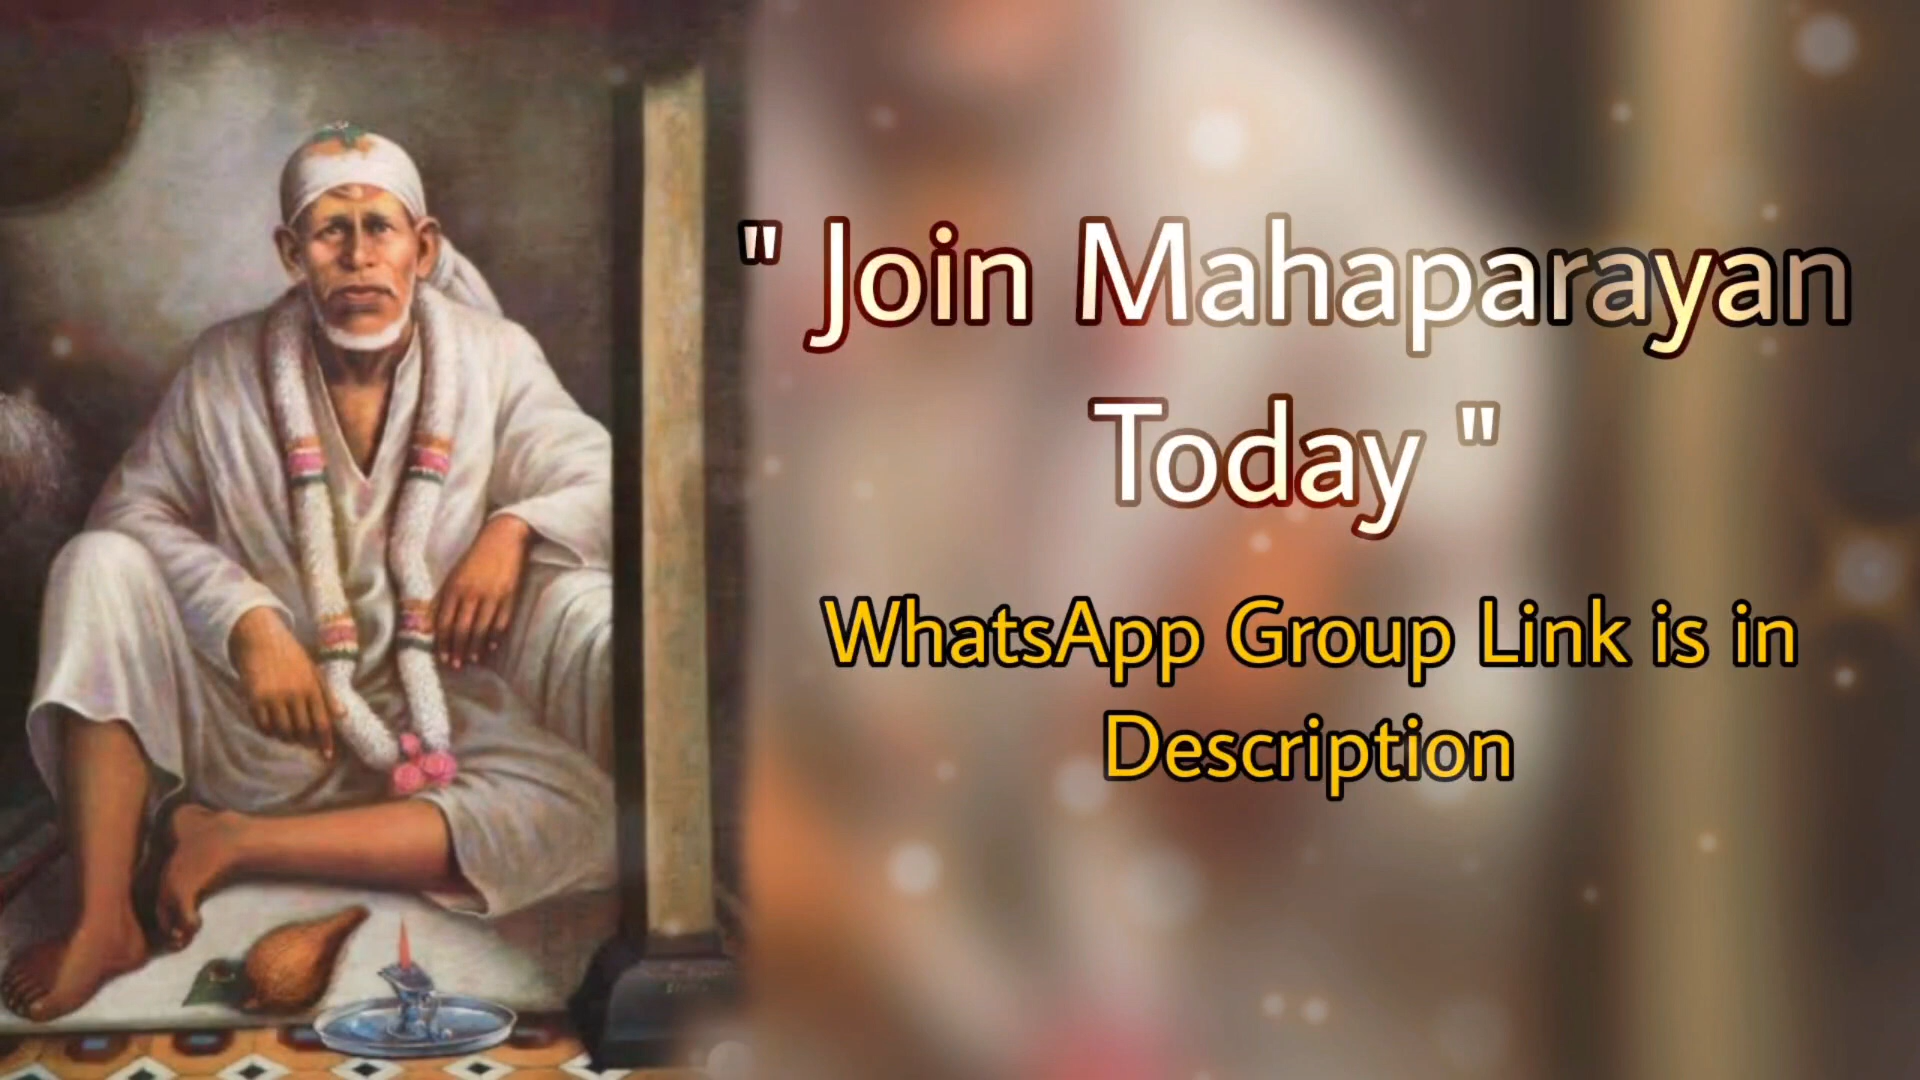 " Join Mahaparayan
Today "
WhatsApp Group Link is in
Description